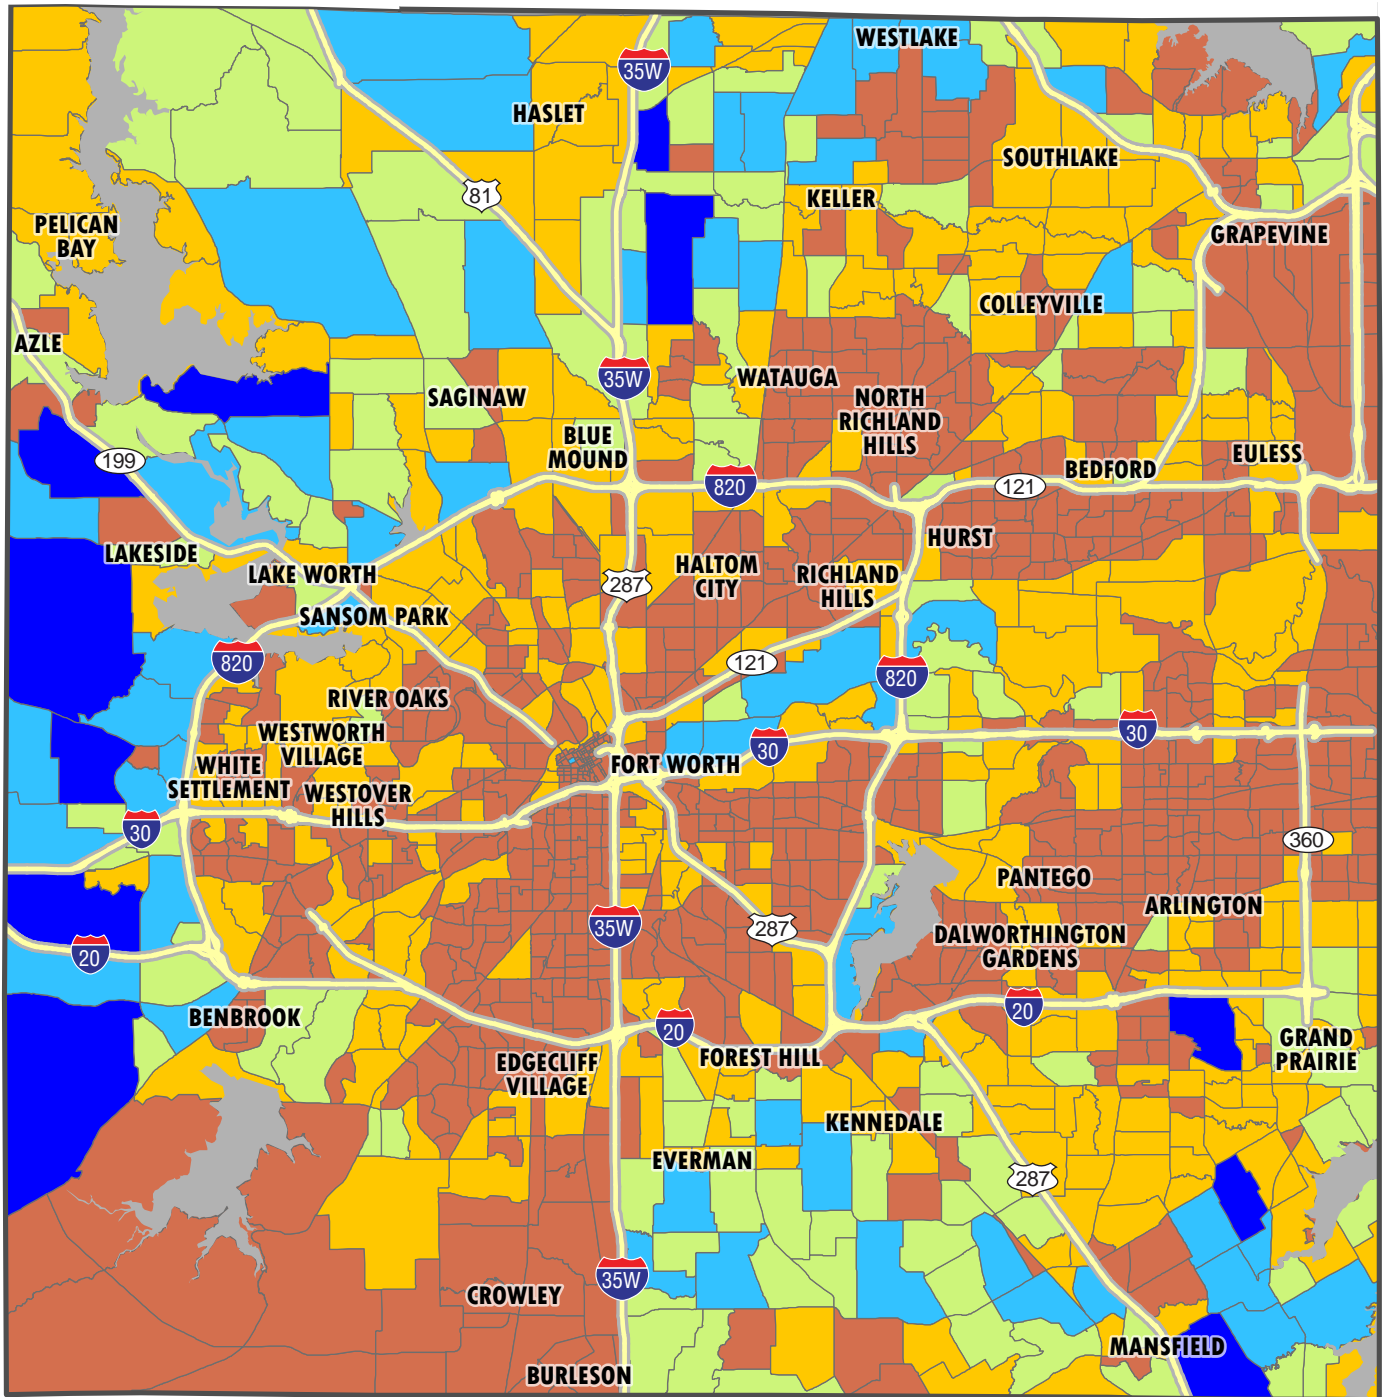 WESTLAKE
35W
HASLET
SOUTHLAKE
81
KELLER
PELICAN
BAY
GRAPEVINE
COLLEYVILLE
AZLE
35W
WATAUGA
SAGINAW
NORTH
RICHLAND
HILLS
BLUE
MOUND
EULESS
199
BEDFORD
820
121
HURST
LAKESIDE
HALTOM
CITY
LAKE WORTH
RICHLAND
HILLS
287
SANSOM PARK
820
121
820
RIVER OAKS
WESTWORTH
VILLAGE
30
30
WHITE
SETTLEMENT
FORT WORTH
WESTOVER
HILLS
30
360
PANTEGO
ARLINGTON
35W
287
DALWORTHINGTON
GARDENS
20
20
BENBROOK
20
GRAND
PRAIRIE
EDGECLIFF
VILLAGE
FOREST HILL
KENNEDALE
EVERMAN
287
35W
CROWLEY
MANSFIELD
BURLESON